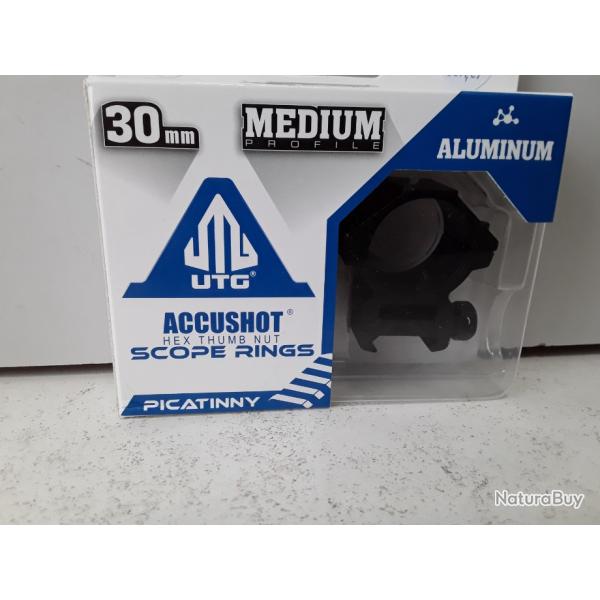 30mm
MEDIUM
PROFILE
ALUMINUM
UTG®
ACCUSHOT®
HEX THUMB NUT
SCOPE RINGS
PICATINNY
NaturaBuy